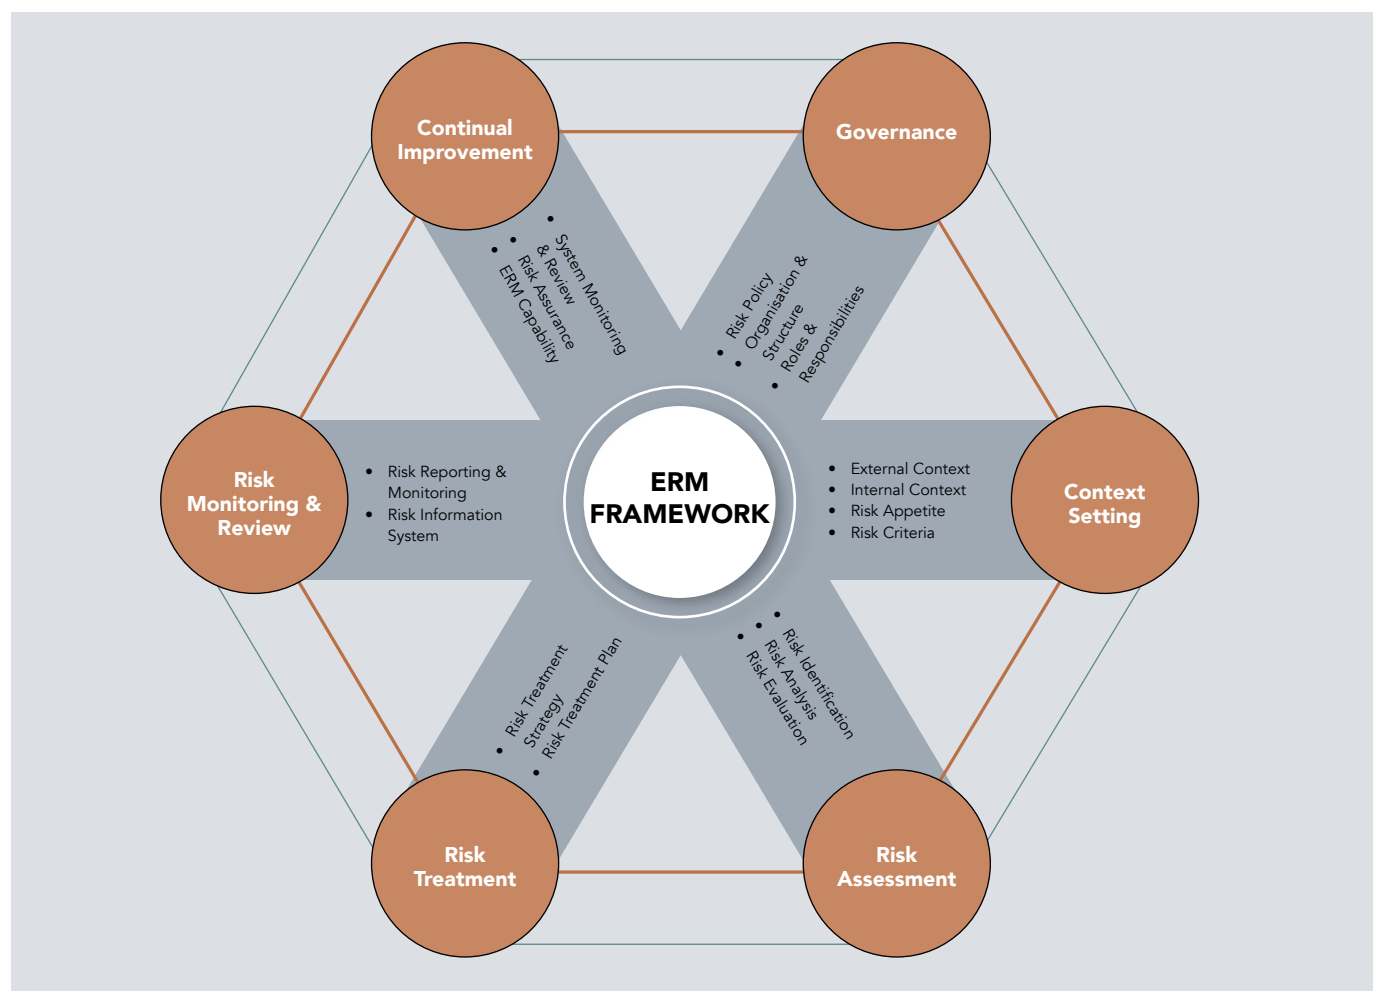 Continual
Improvement
• System Monitoring
& Review
• Risk Assurance
• ERM Capability
Governance
• Risk Policy
• Organisation &
Structure
• Roles &
Responsibilities
Risk
Monitoring &
Review
• Risk Reporting &
Monitoring
• Risk Information
System
ERM
FRAMEWORK
• External Context
• Internal Context
• Risk Appetite
• Risk Criteria
Context
Setting
• Risk Treatment
Strategy
• Risk Treatment Plan
Risk
Treatment
• Risk Identification
• Risk Analysis
• Risk Evaluation
Risk
Assessment